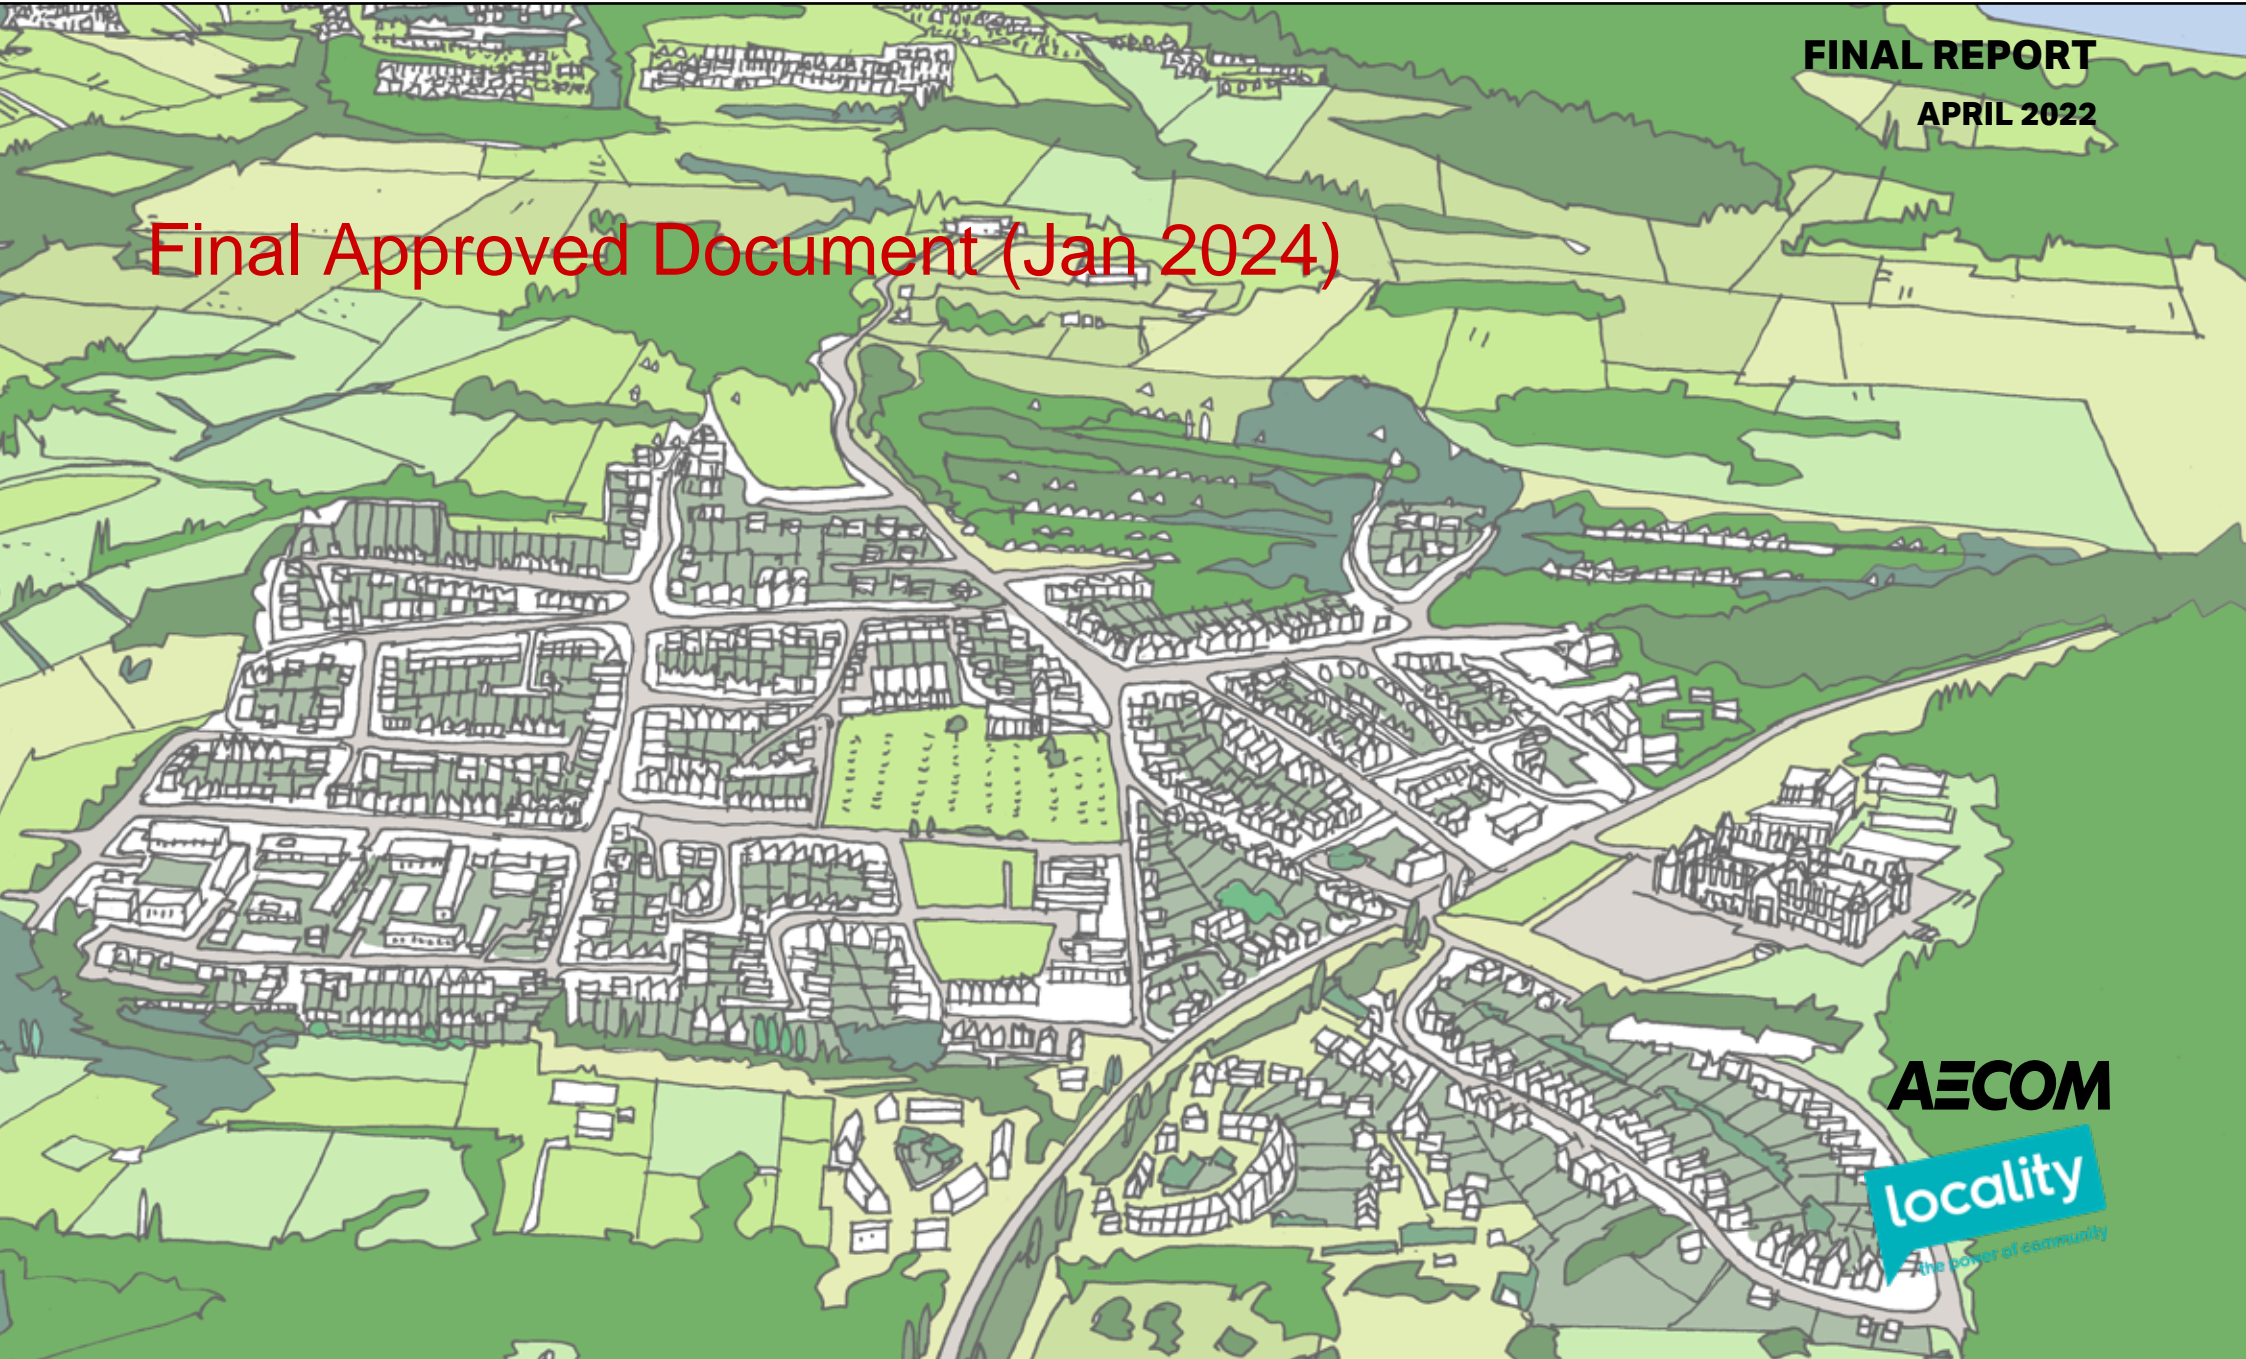 FINAL REPORT
APRIL 2022
Final Approved Document (Jan 2024)
AECOM
locality
the power of community